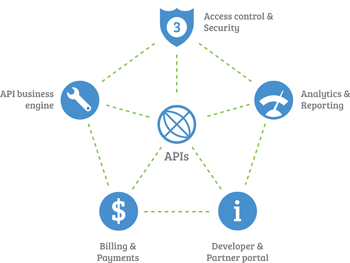 Access control &
Security
3
API business
engine
Analytics &
Reporting
APIs
$
i
Billing &
Payments
Developer &
Partner portal